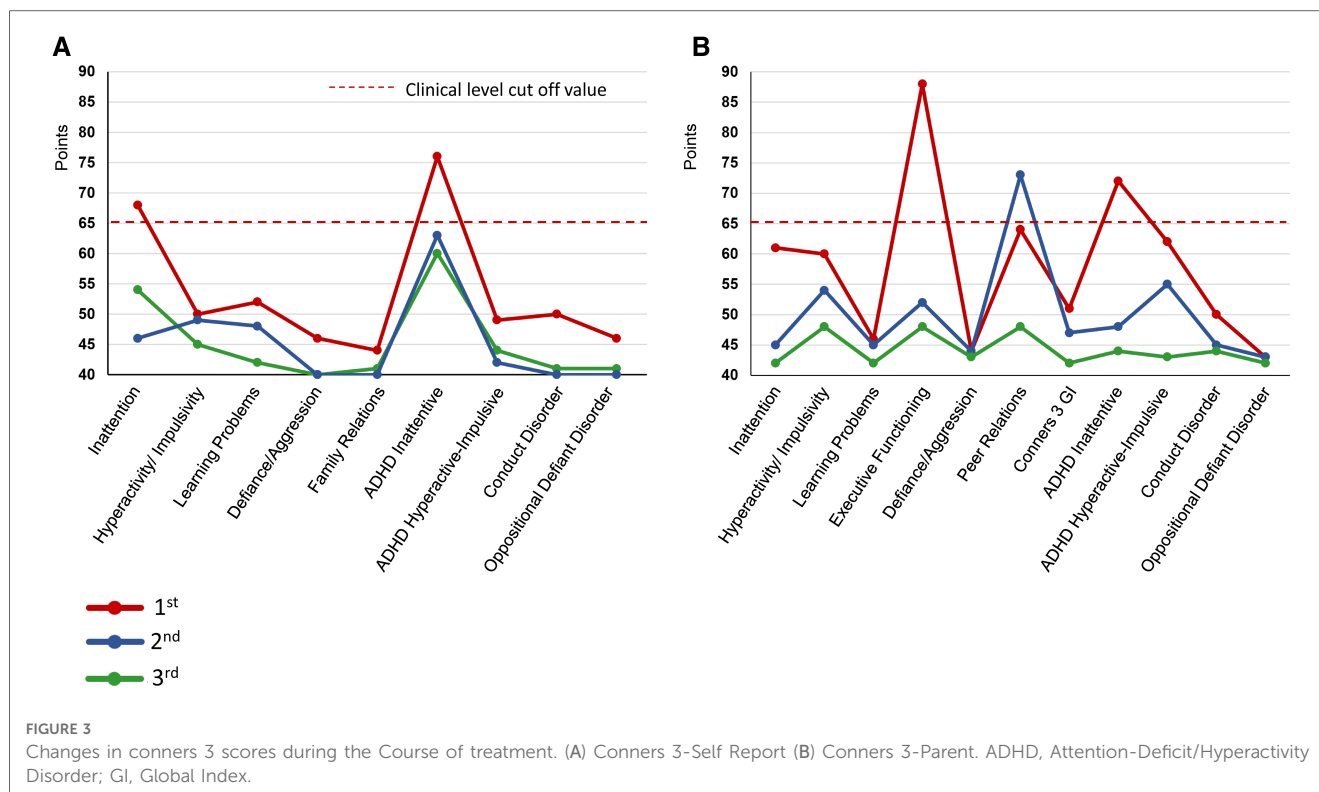 A
B
90
85
80
75
70
65
60
55
50
45
40
Points
Clinical level cut off value
Inattention
Hyperactivity/ Impulsivity
Learning Problems
Defiance/Aggression
Family Relations
ADHD Inattentive
ADHD Hyperactive-Impulsive
Conduct Disorder
Oppositional Defiant Disorder
90
85
80
75
70
65
60
55
50
45
40
Points
Inattention
Hyperactivity/ Impulsivity
Learning Problems
Executive Functioning
Defiance/Aggression
Peer Relations
Conners 3 GI
ADHD Inattentive
ADHD Hyperactive-Impulsive
Conduct Disorder
Oppositional Defiant Disorder
1st
2nd
3rd
FIGURE 3
Changes in conners 3 scores during the Course of treatment. (A) Conners 3-Self Report (B) Conners 3-Parent. ADHD, Attention-Deficit/Hyperactivity
Disorder; GI, Global Index.